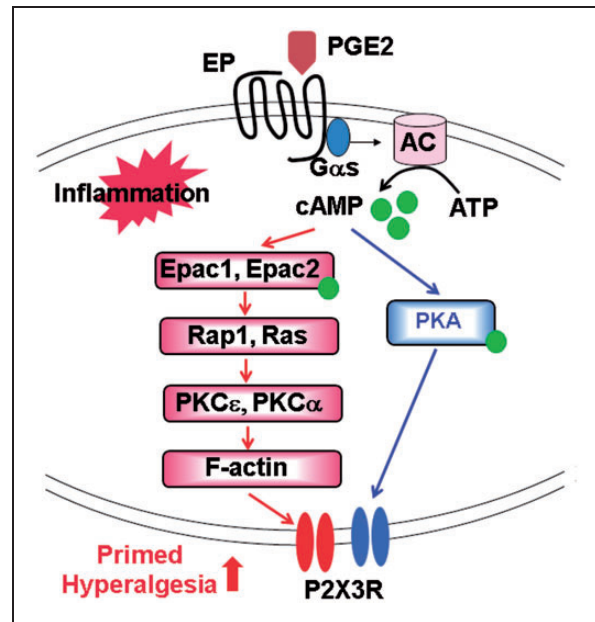 PGE2
EP
AC
Gαs
Inflammation
cAMP
ATP
Epac1, Epac2
PKA
Rap1, Ras
PKCε, PKCα
F-actin
Primed
Hyperalgesia
P2X3R